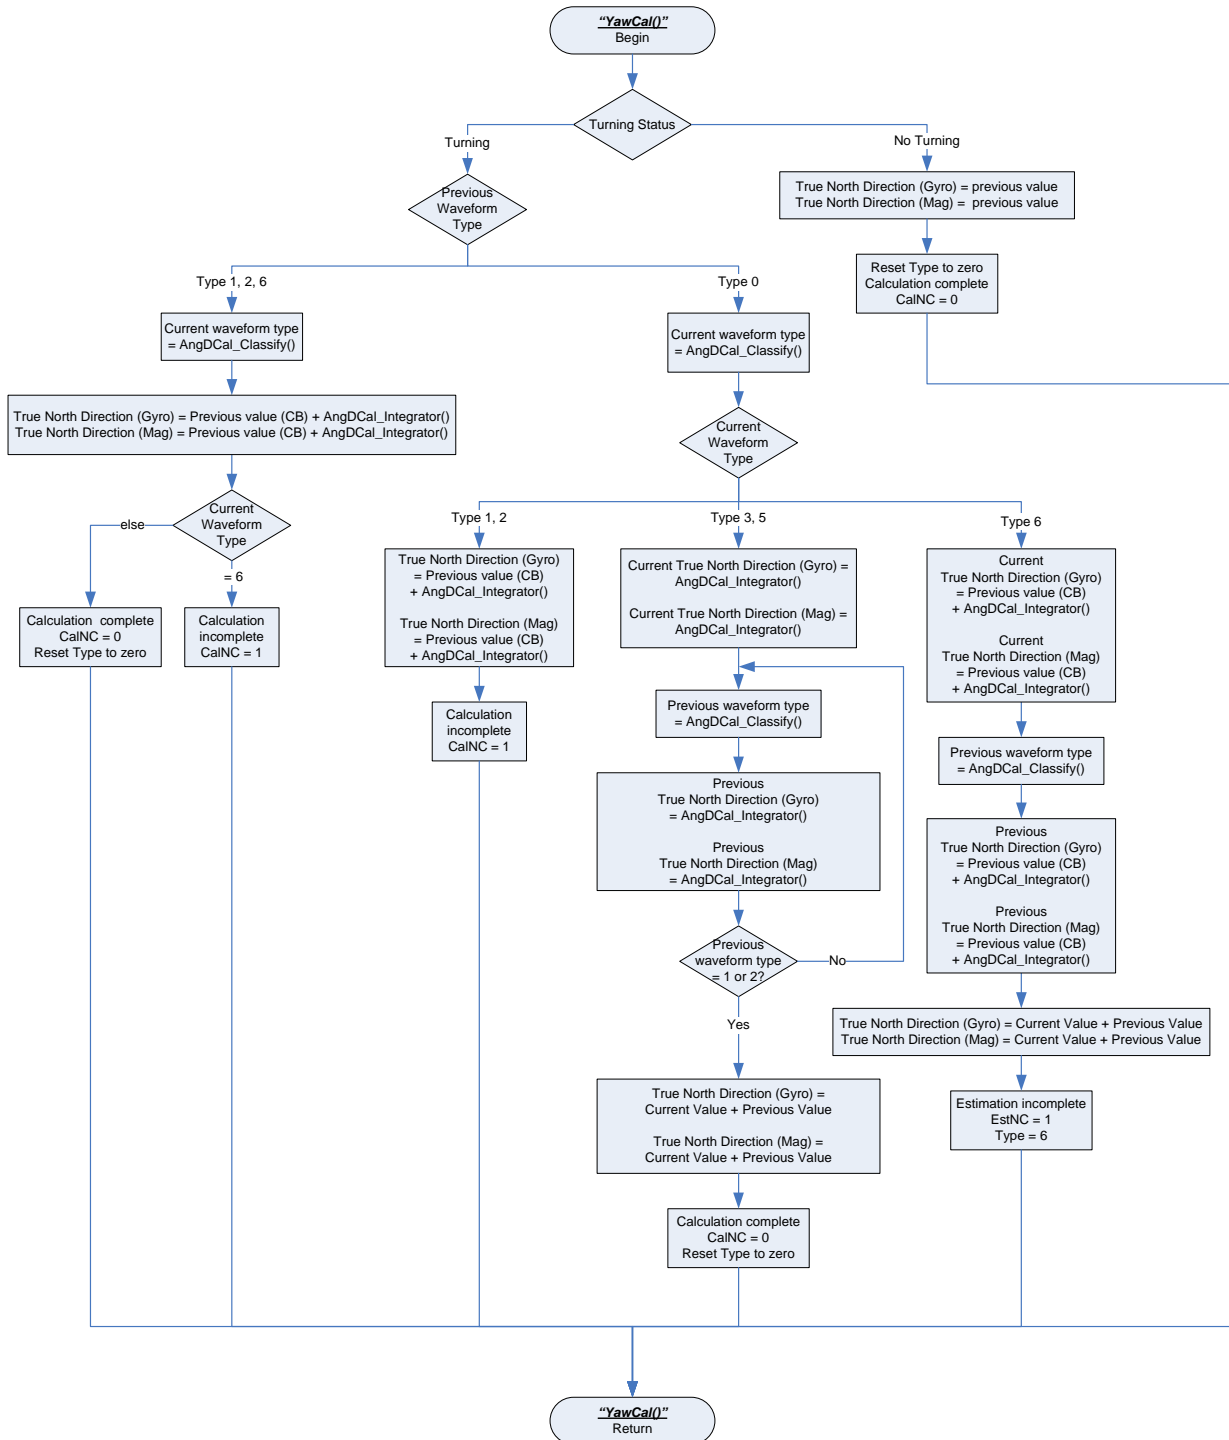 "YawCal()"
Begin
Turning Status
Turning
No Turning
Previous
Waveform
Type
True North Direction (Gyro) = previous value
True North Direction (Mag) =  previous value
Reset Type to zero
Calculation complete
CalNC = 0
Type 1, 2, 6
Type 0
Current waveform type
= AngDCal_Classify()
Current waveform type
= AngDCal_Classify()
True North Direction (Gyro) = Previous value (CB) + AngDCal_Integrator()
True North Direction (Mag) = Previous value (CB) + AngDCal_Integrator()
Current
Waveform
Type
Current
Waveform
Type
else
= 6
Calculation  complete
CalNC = 0
Reset Type to zero
Calculation
incomplete
CalNC = 1
Type 1, 2
Type 3, 5
Type 6
True North Direction (Gyro)
= Previous value (CB)
+ AngDCal_Integrator()
True North Direction (Mag)
= Previous value (CB)
+ AngDCal_Integrator()
Calculation
incomplete
CalNC = 1
Current True North Direction (Gyro) =
AngDCal_Integrator()
Current True North Direction (Mag) =
AngDCal_Integrator()
Previous waveform type
= AngDCal_Classify()
Previous
True North Direction (Gyro)
= AngDCal_Integrator()
Previous
True North Direction (Mag)
= AngDCal_Integrator()
Previous
waveform type
= 1 or 2?
No
Yes
True North Direction (Gyro) =
Current Value + Previous Value
True North Direction (Mag) =
Current Value + Previous Value
Calculation complete
CalNC = 0
Reset Type to zero
Current
True North Direction (Gyro)
= Previous value (CB)
+ AngDCal_Integrator()
Current
True North Direction (Mag)
= Previous value (CB)
+ AngDCal_Integrator()
Previous waveform type
= AngDCal_Classify()
Previous
True North Direction (Gyro)
= Previous value (CB)
+ AngDCal_Integrator()
Previous
True North Direction (Mag)
= Previous value (CB)
+ AngDCal_Integrator()
True North Direction (Gyro) = Current Value + Previous Value
True North Direction (Mag) = Current Value + Previous Value
Estimation incomplete
EstNC = 1
Type = 6
"YawCal()"
Return